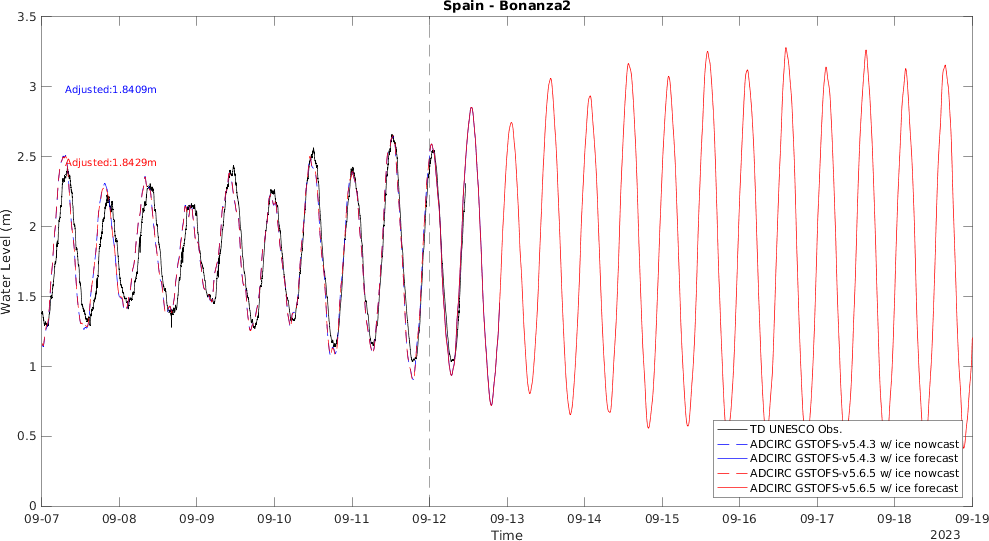 Spain - Bonanza2
3.5
3
2.5
2
1.5
1
0.5
0
Water Level (m)
Adjusted:1.8409m
Adjusted:1.8429m
TD UNESCO Obs.
ADCIRC GSTOFS-v5.4.3 w/ ice nowcast
ADCIRC GSTOFS-v5.4.3 w/ ice forecast
ADCIRC GSTOFS-v5.6.5 w/ ice nowcast
ADCIRC GSTOFS-v5.6.5 w/ ice forecast
09-07 09-08 09-09 09-10 09-11 09-12 09-13 09-14 09-15 09-16 09-17 09-18 09-19
Time
2023